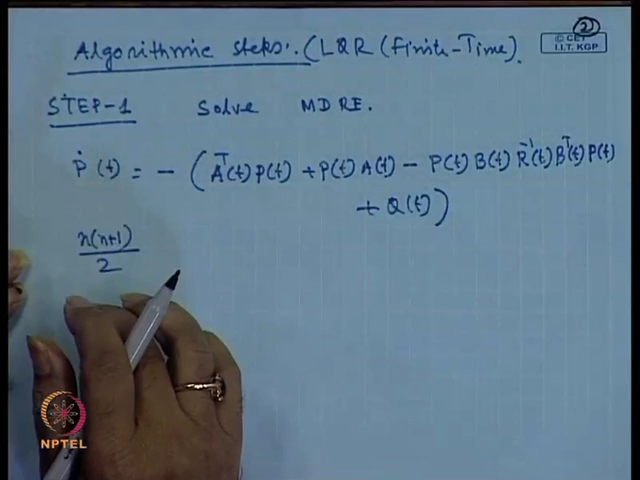 Algorithmic steps:. (LQR (Finite-Time).
② 
© CET
I.I.T. KGP
STEP-1 Solve MDRE.
Ṗ(t) = - (Aᵀ(t)P(t) + P(t)A(t) - P(t)B(t)R⁻¹(t)Bᵀ(t)P(t)
+ Q(t))
n(n+1)
2
NPTEL